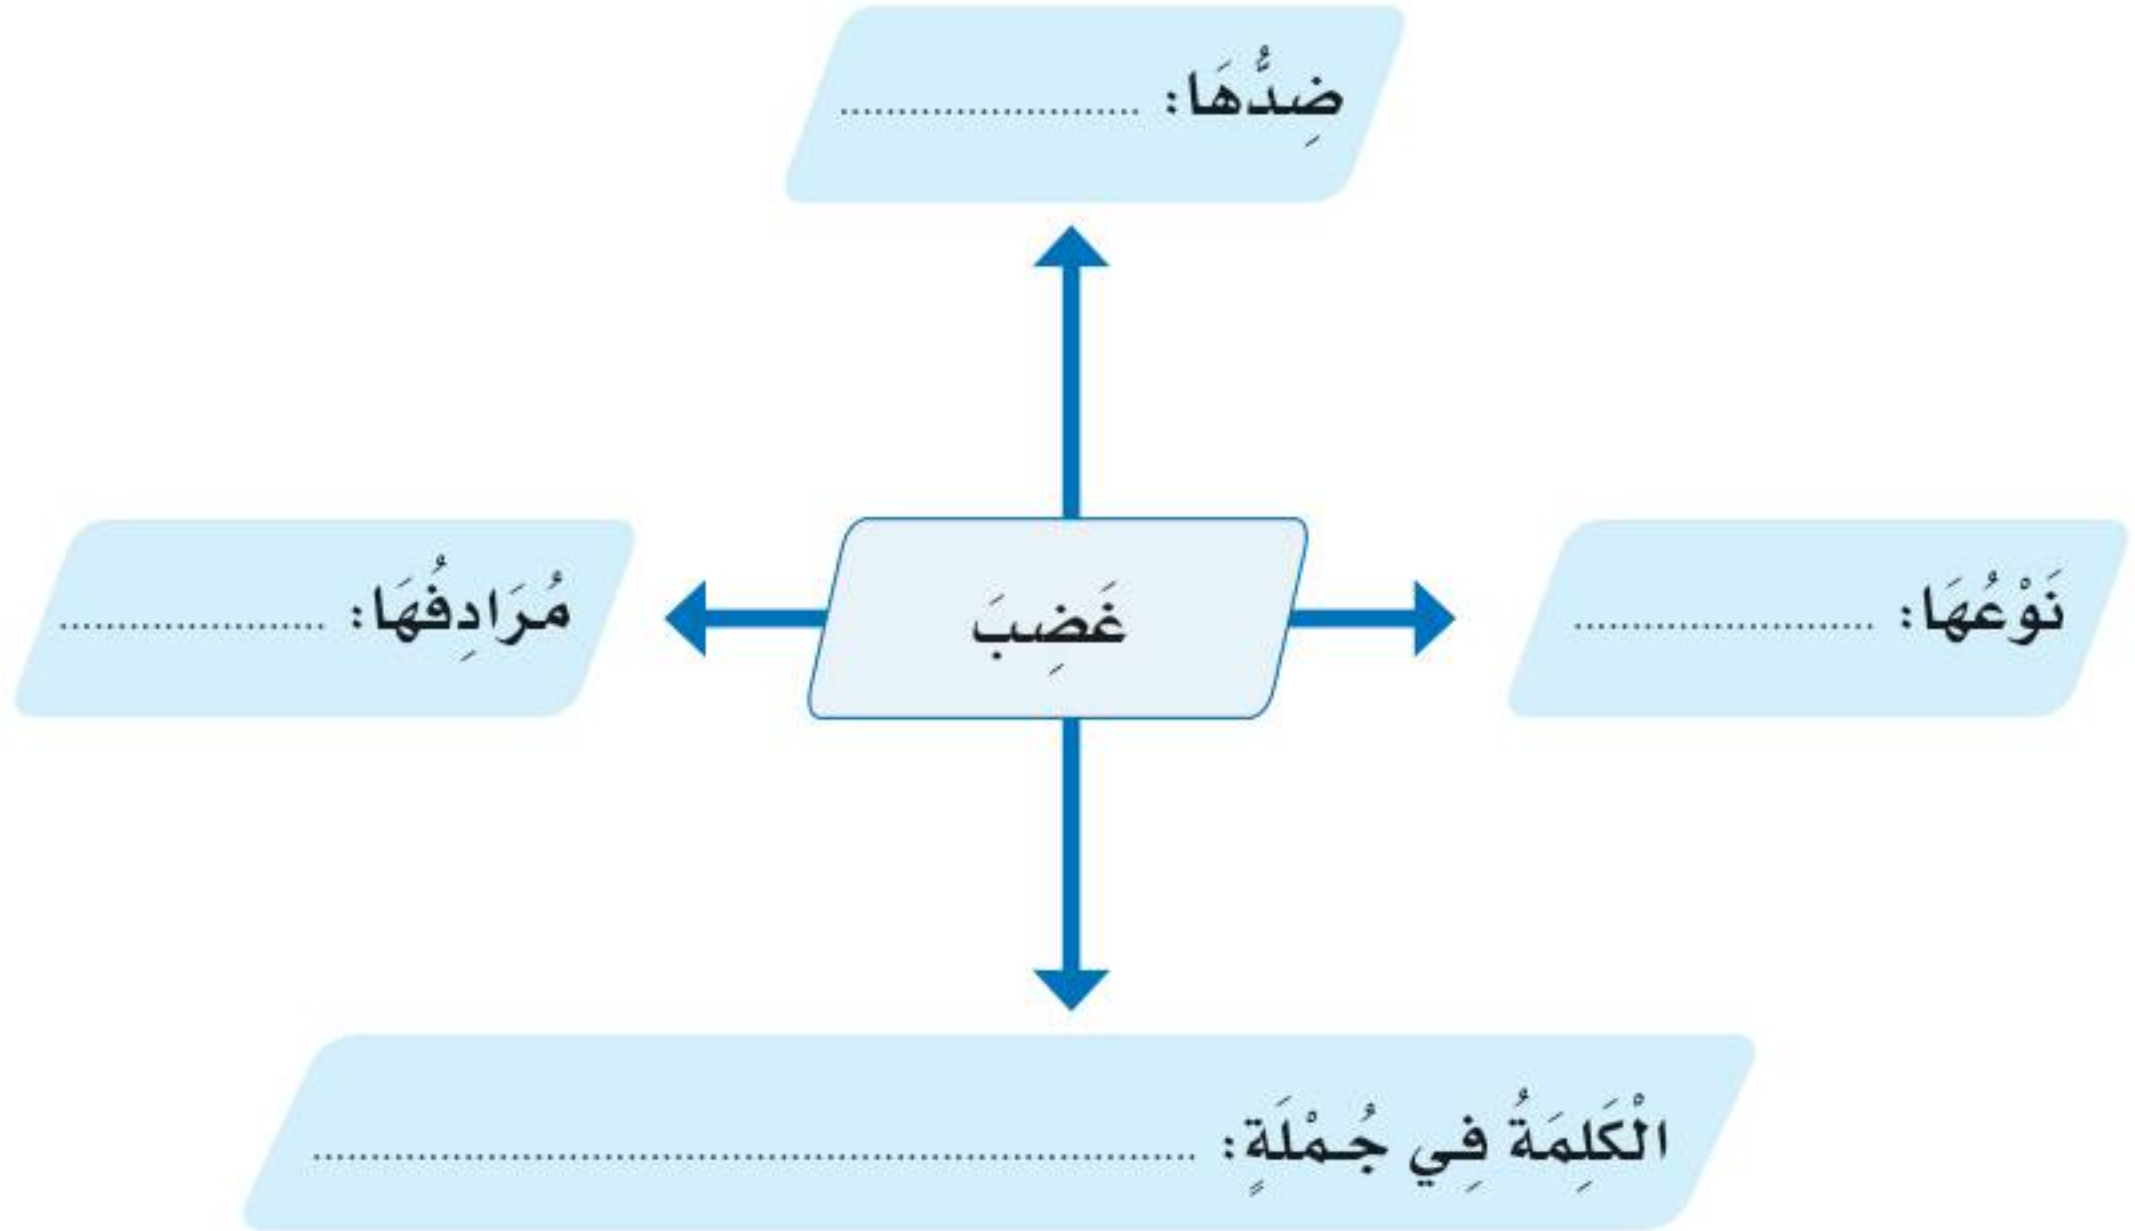 ضِدُّهَا: ..........................
نَوْعُهَا: ..........................
غَضِبَ
مُرَادِفُهَا: ..........................
الْكَلِمَةُ فِي جُمْلَةٍ: ..........................................................................